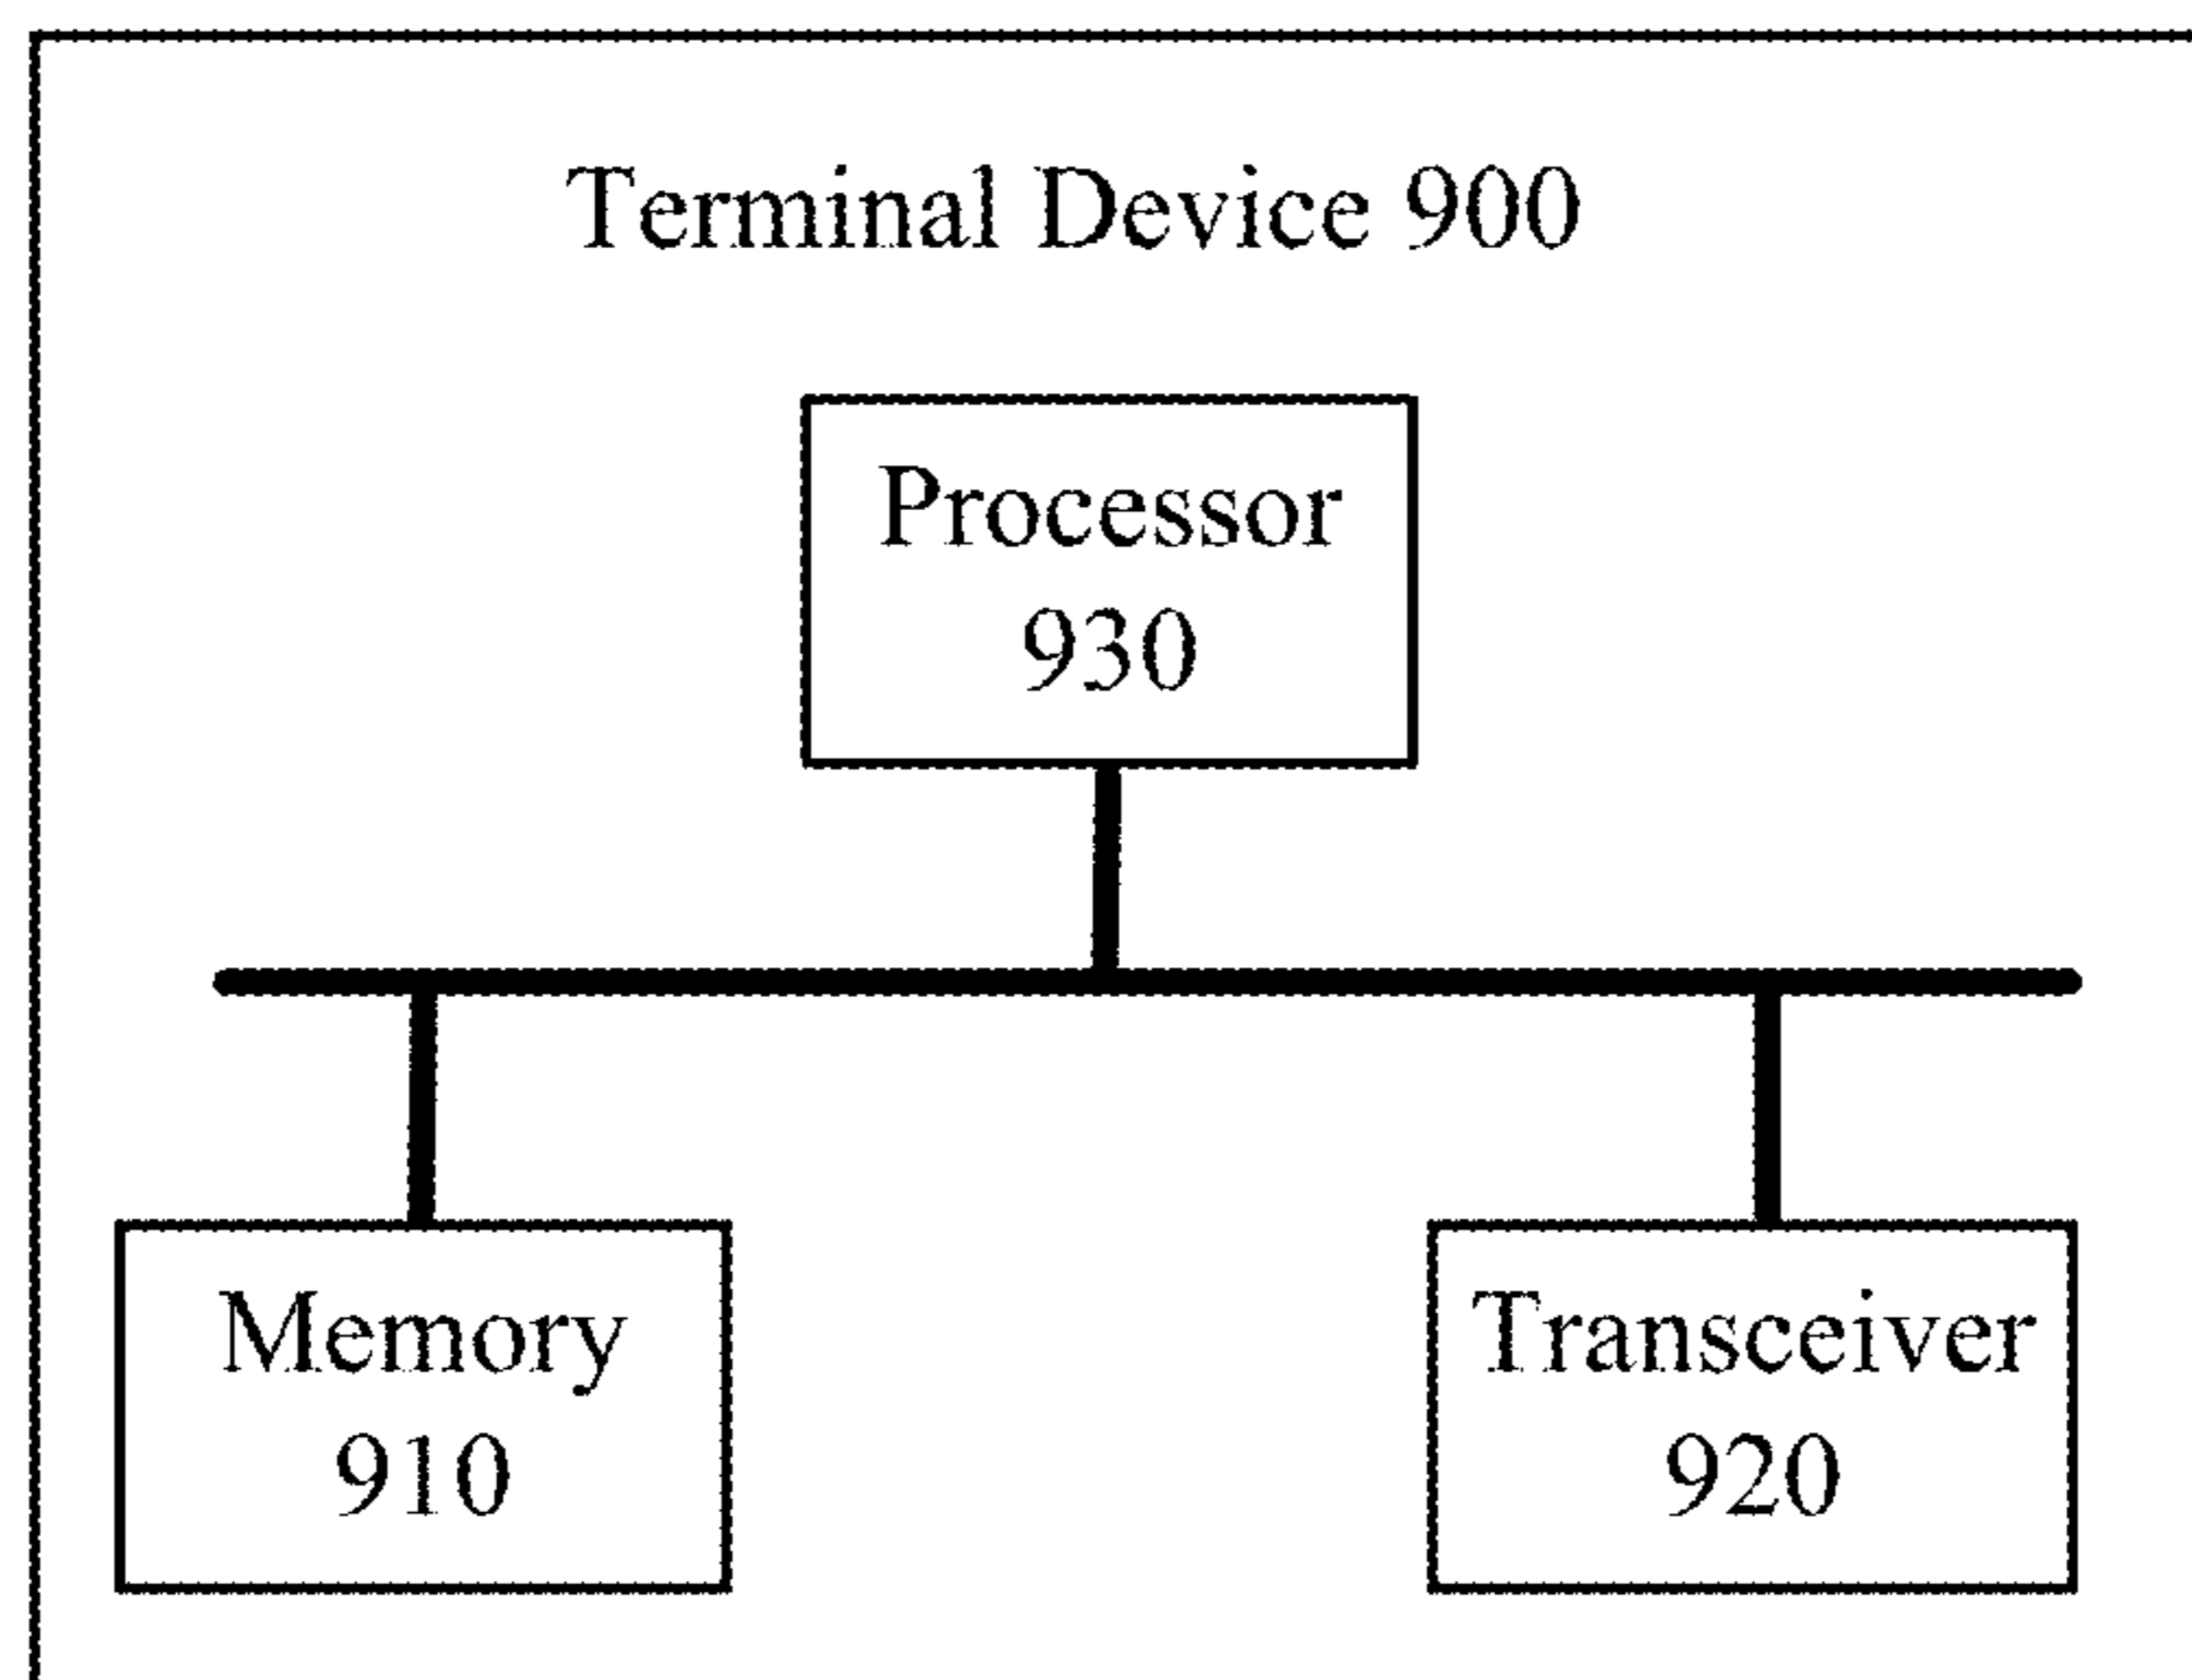 Terminal Device 900
Processor
930
Memory
910
Transceiver
920